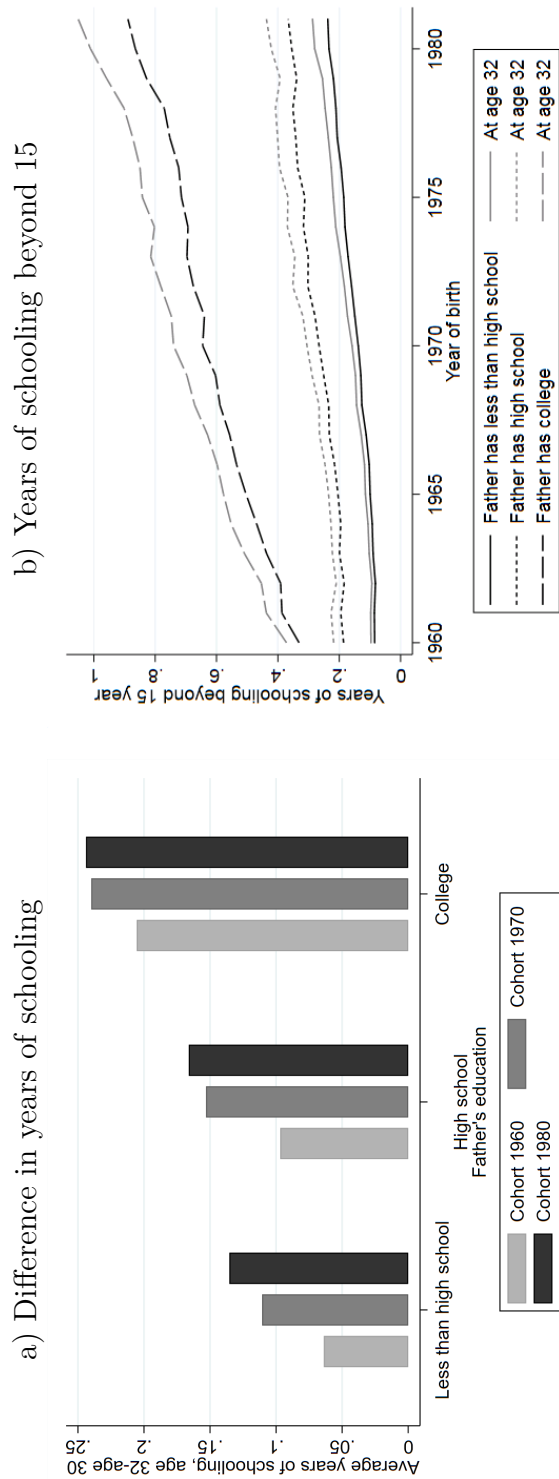 a) Difference in years of schooling
Average years of schooling, age 32-age 30
.25
.2
.15
.1
.05
0
Less than high school
High school
College
Father's education
Cohort 1960
Cohort 1970
Cohort 1980
b) Years of schooling beyond 15
Years of schooling beyond 15 year
1
.8
.6
.4
.2
0
1960
1965
1970
1975
1980
Year of birth
Father has less than high school
At age 32
Father has high school
At age 32
Father has college
At age 32